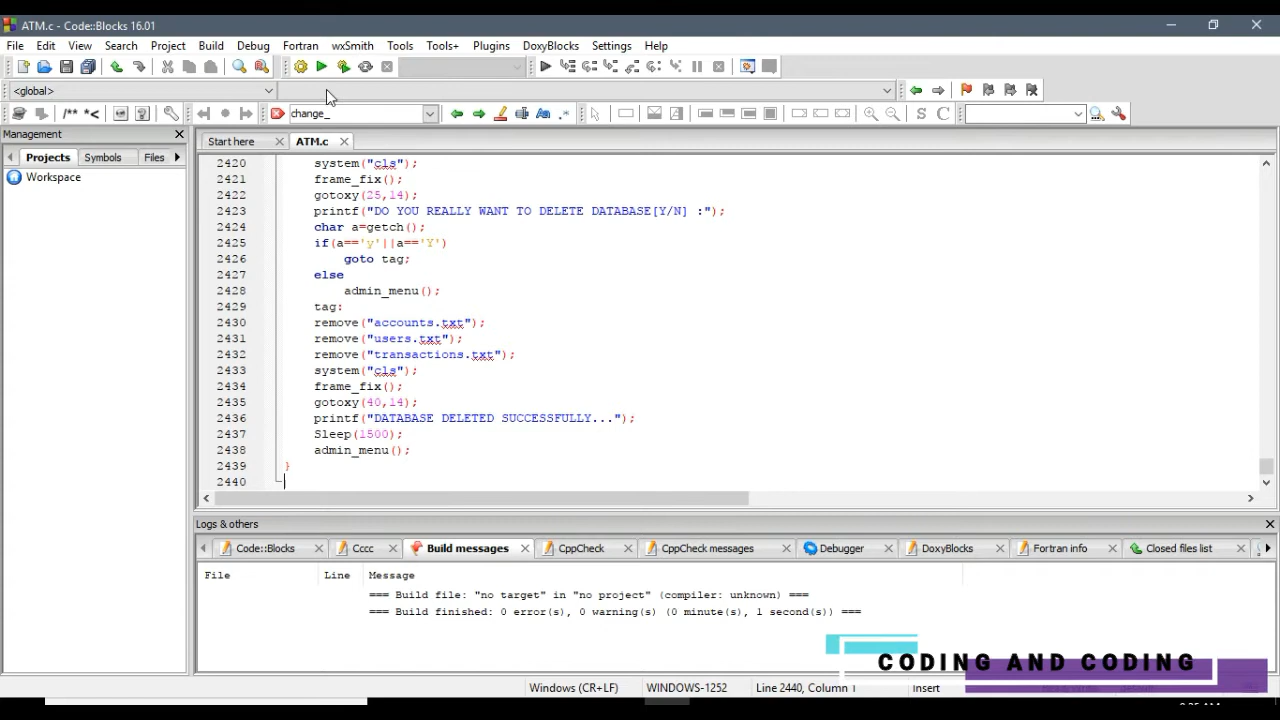 ATM.c - Code::Blocks 16.01
File Edit View Search Project Build Debug Fortran wxSmith Tools Tools+ Plugins DoxyBlocks Settings Help
<global>
/** *< change_ .* S C
Management
Start here ATM.c
Projects Symbols Files
Workspace
2420 system("cls");
2421 frame_fix();
2422 gotoxy(25,14);
2423 printf("DO YOU REALLY WANT TO DELETE DATABASE[Y/N] :");
2424 char a=getch();
2425 if(a=='y'||a=='Y')
2426 goto tag;
2427 else
2428 admin_menu();
2429 tag:
2430 remove("accounts.txt");
2431 remove("users.txt");
2432 remove("transactions.txt");
2433 system("cls");
2434 frame_fix();
2435 gotoxy(40,14);
2436 printf("DATABASE DELETED SUCCESSFULLY...");
2437 Sleep(1500);
2438 admin_menu();
2439 }
2440
Logs & others
Code::Blocks Cccc Build messages CppCheck CppCheck messages Debugger DoxyBlocks Fortran info Closed files list
File Line Message
=== Build file: "no target" in "no project" (compiler: unknown) ===
=== Build finished: 0 error(s), 0 warning(s) (0 minute(s), 1 second(s)) ===
CODING AND CODING
Windows (CR+LF) WINDOWS-1252 Line 2440, Column 1 Insert